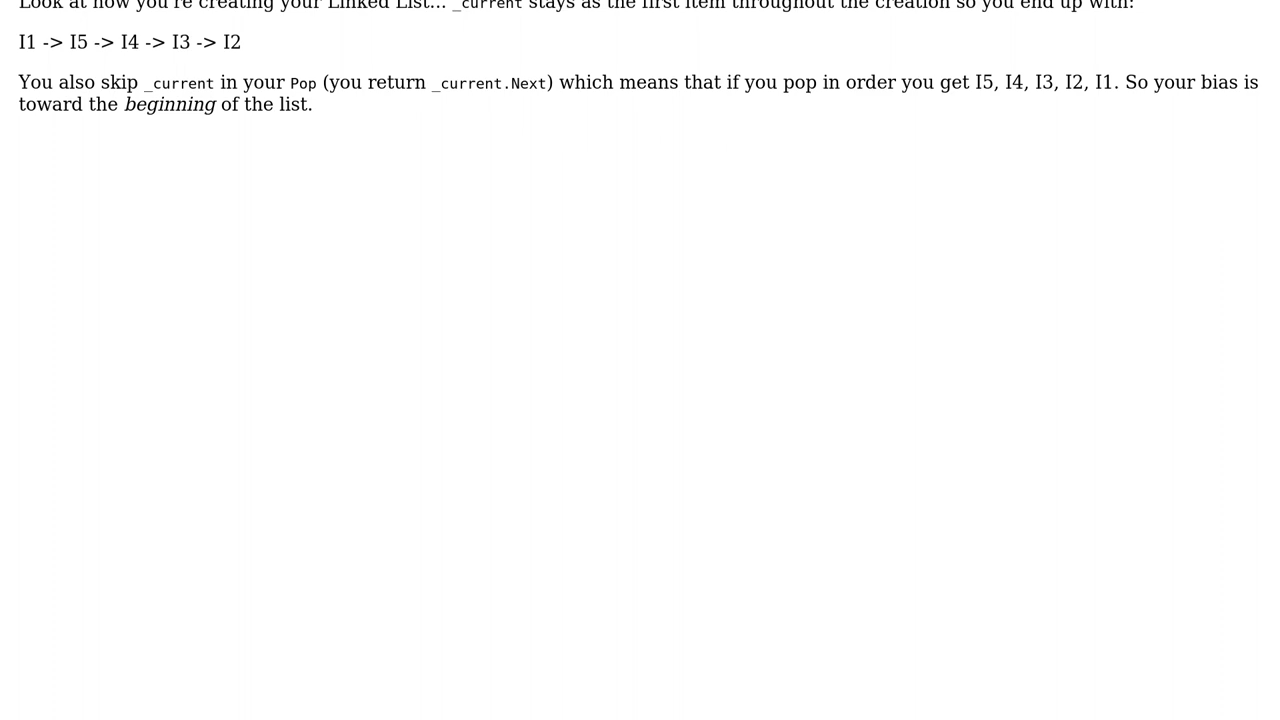 Look at how you're creating your Linked List... _current stays as the first item throughout the creation so you end up with:
I1 -> I5 -> I4 -> I3 -> I2
You also skip _current in your Pop (you return _current.Next) which means that if you pop in order you get I5, I4, I3, I2, I1. So your bias is
toward the beginning of the list.